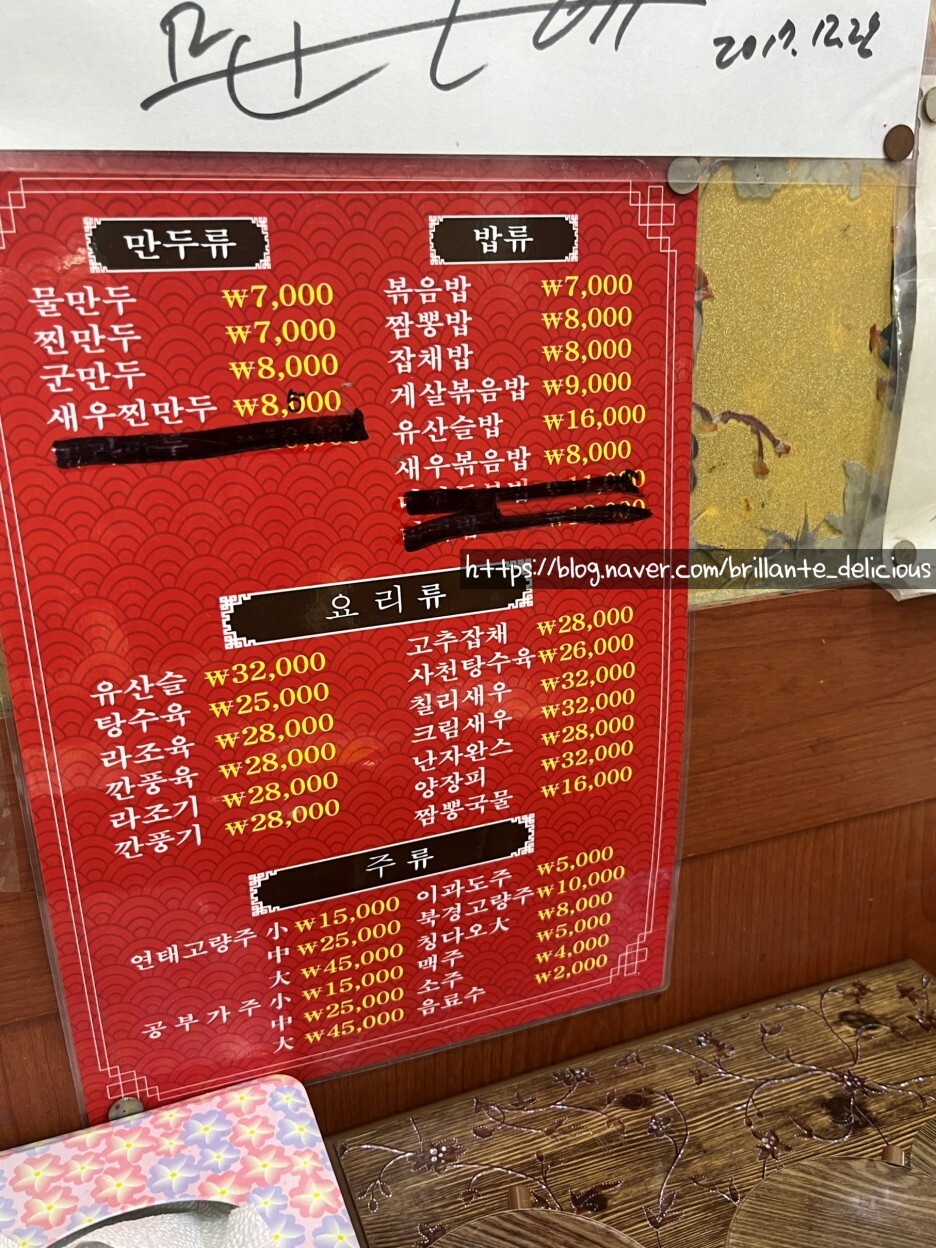 2017. 12. 21
만두류
물만두 ₩7,000
찐만두 ₩7,000
군만두 ₩8,000
새우찐만두 ₩8,000
밥류
볶음밥 ₩7,000
짬뽕밥 ₩8,000
잡채밥 ₩8,000
게살볶음밥 ₩9,000
유산슬밥 ₩16,000
새우볶음밥 ₩8,000
https://blog.naver.com/brillante_delicious
요리류
유산슬 ₩32,000
탕수육 ₩25,000
라조육 ₩28,000
깐풍육 ₩28,000
라조기 ₩28,000
깐풍기 ₩28,000
고추잡채 ₩28,000
사천탕수육 ₩26,000
칠리새우 ₩32,000
크림새우 ₩32,000
난자완스 ₩28,000
양장피 ₩32,000
짬뽕국물 ₩16,000
주류
연태고량주 小 ₩15,000
中 ₩25,000
大 ₩45,000
공부가주 小 ₩15,000
中 ₩25,000
大 ₩45,000
이과도주 ₩5,000
북경고량주 ₩10,000
칭다오大 ₩8,000
맥주 ₩5,000
소주 ₩4,000
음료수 ₩2,000